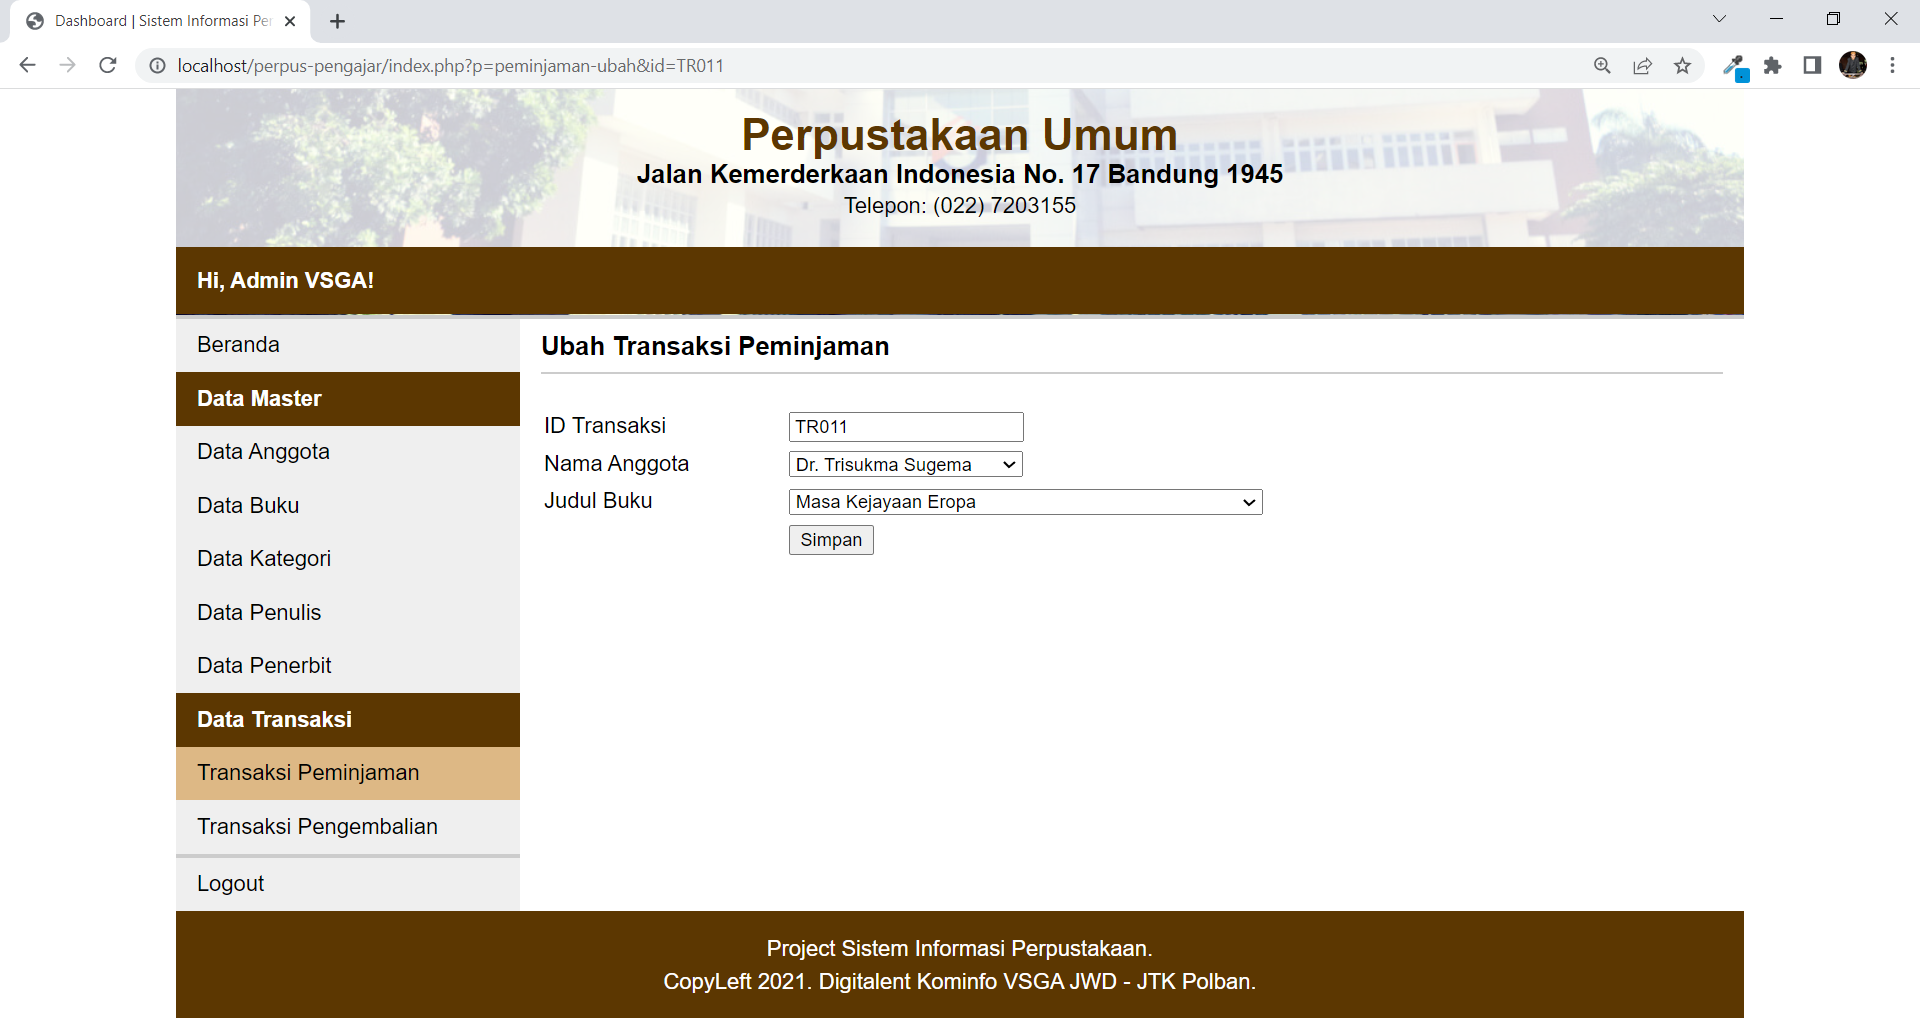 Dashboard | Sistem Informasi Per
localhost/perpus-pengajar/index.php?p=peminjaman-ubah&id=TR011
Perpustakaan Umum
Jalan Kemerderkaan Indonesia No. 17 Bandung 1945
Telepon: (022) 7203155
Hi, Admin VSGA!
Beranda
Data Master
Data Anggota
Data Buku
Data Kategori
Data Penulis
Data Penerbit
Data Transaksi
Transaksi Peminjaman
Transaksi Pengembalian
Logout
Ubah Transaksi Peminjaman
ID Transaksi TR011
Nama Anggota Dr. Trisukma Sugema
Judul Buku Masa Kejayaan Eropa
Simpan
Project Sistem Informasi Perpustakaan.
CopyLeft 2021. Digitalent Kominfo VSGA JWD - JTK Polban.